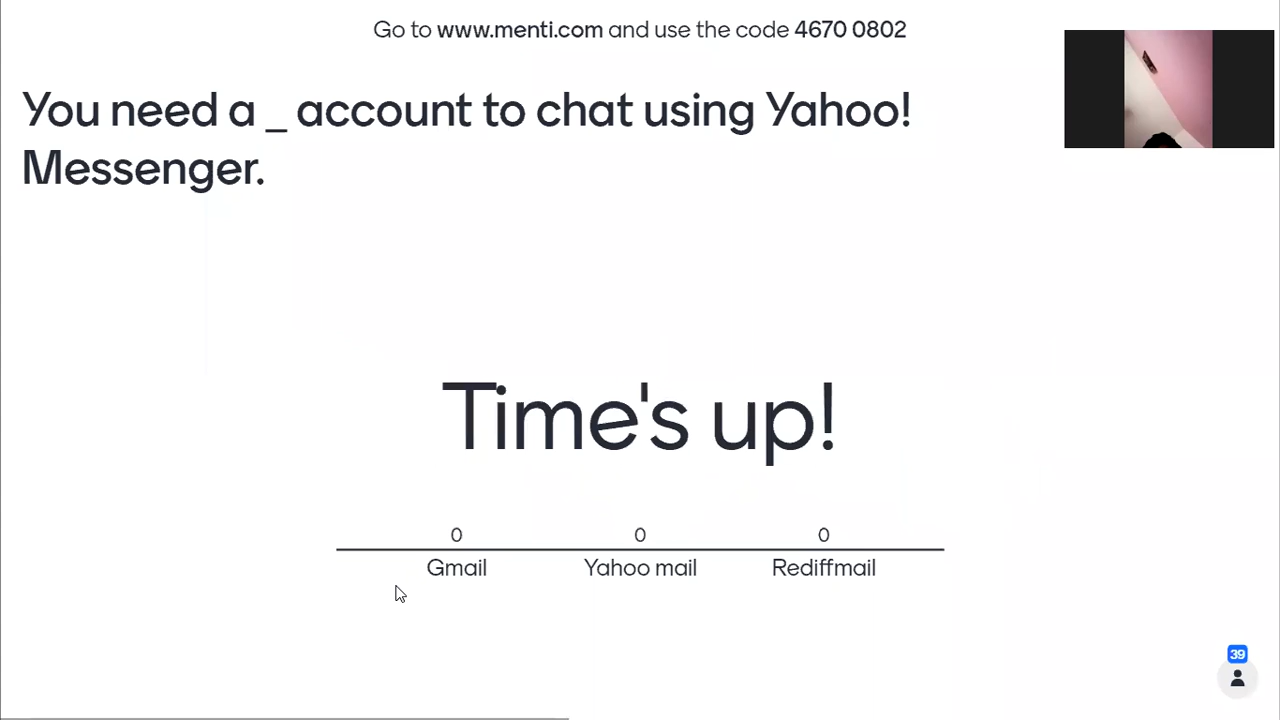 Go to www.menti.com and use the code 4670 0802
You need a _ account to chat using Yahoo!
Messenger.
Time's up!
0 0 0
Gmail Yahoo mail Rediffmail
39